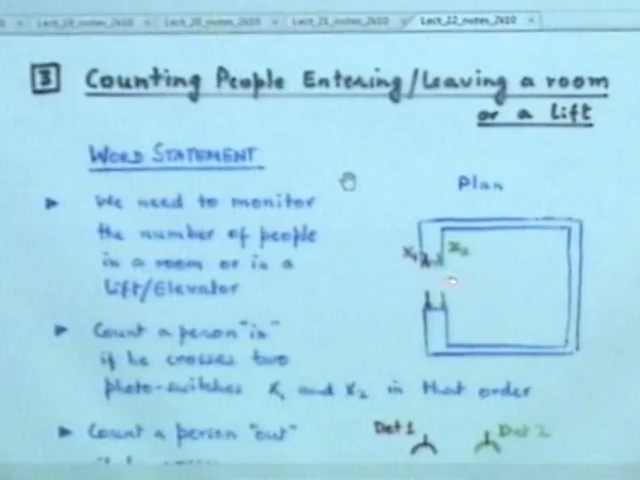 Lect_19_notes_2k10 Lect_20_notes_2k10 Lect_21_notes_2k10 Lect_22_notes_2k10
3 Counting People Entering/Leaving a room
or a Lift
WORD STATEMENT
We need to monitor
the number of people
in a room or in a
Lift/Elevator
Plan
X₁ X₂
Count a person "in"
if he crosses two
photo-switches X₁ and X₂ in that order
Count a person "out"
Det 1 Det 2